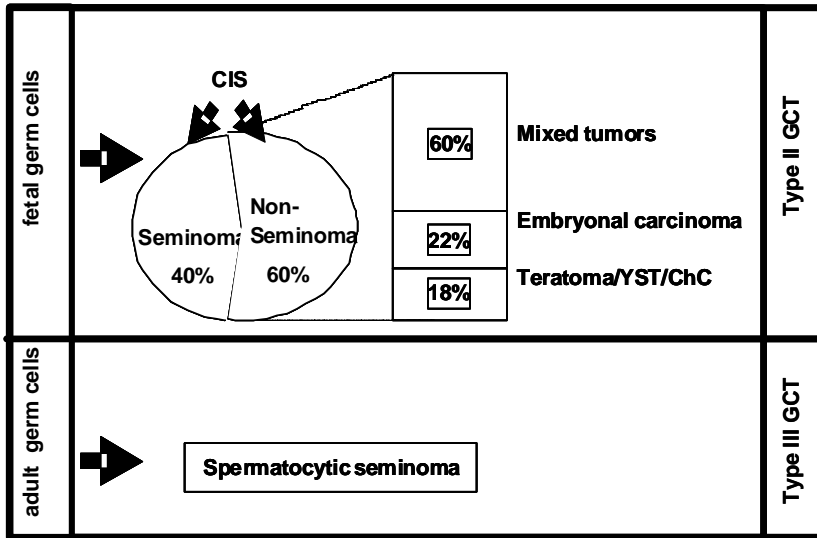 fetal germ cells
CIS
Seminoma
40%
Non-
Seminoma
60%
60%
Mixed tumors
22%
Embryonal carcinoma
18%
Teratoma/YST/ChC
Type II GCT
adult germ cells
Spermatocytic seminoma
Type III GCT